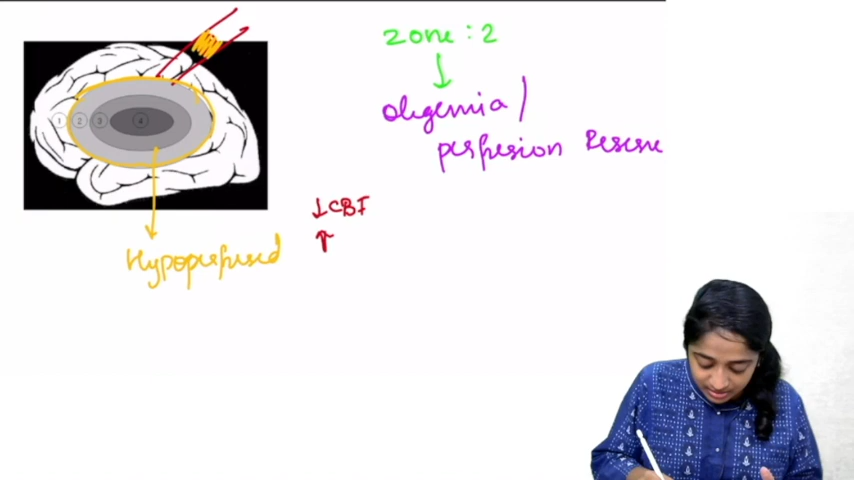 zone : 2
oligemia /
perfusion Reserve
1 2 3 4
↓CBF
↑
Hypoperfused